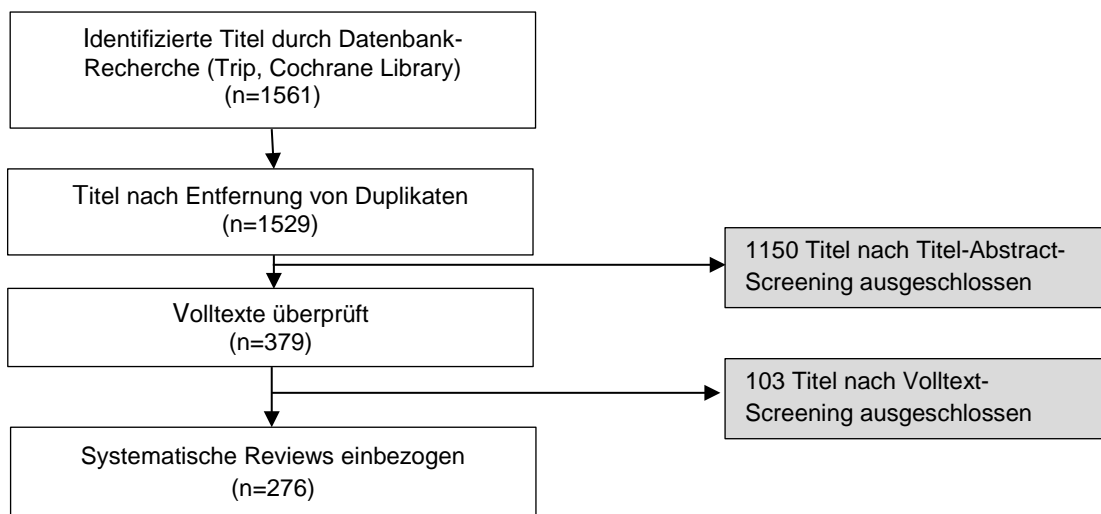 Identifizierte Titel durch Datenbank-
Recherche (Trip, Cochrane Library)
(n=1561)
Titel nach Entfernung von Duplikaten
(n=1529)
1150 Titel nach Titel-Abstract-
Screening ausgeschlossen
Volltexte überprüft
(n=379)
103 Titel nach Volltext-
Screening ausgeschlossen
Systematische Reviews einbezogen
(n=276)